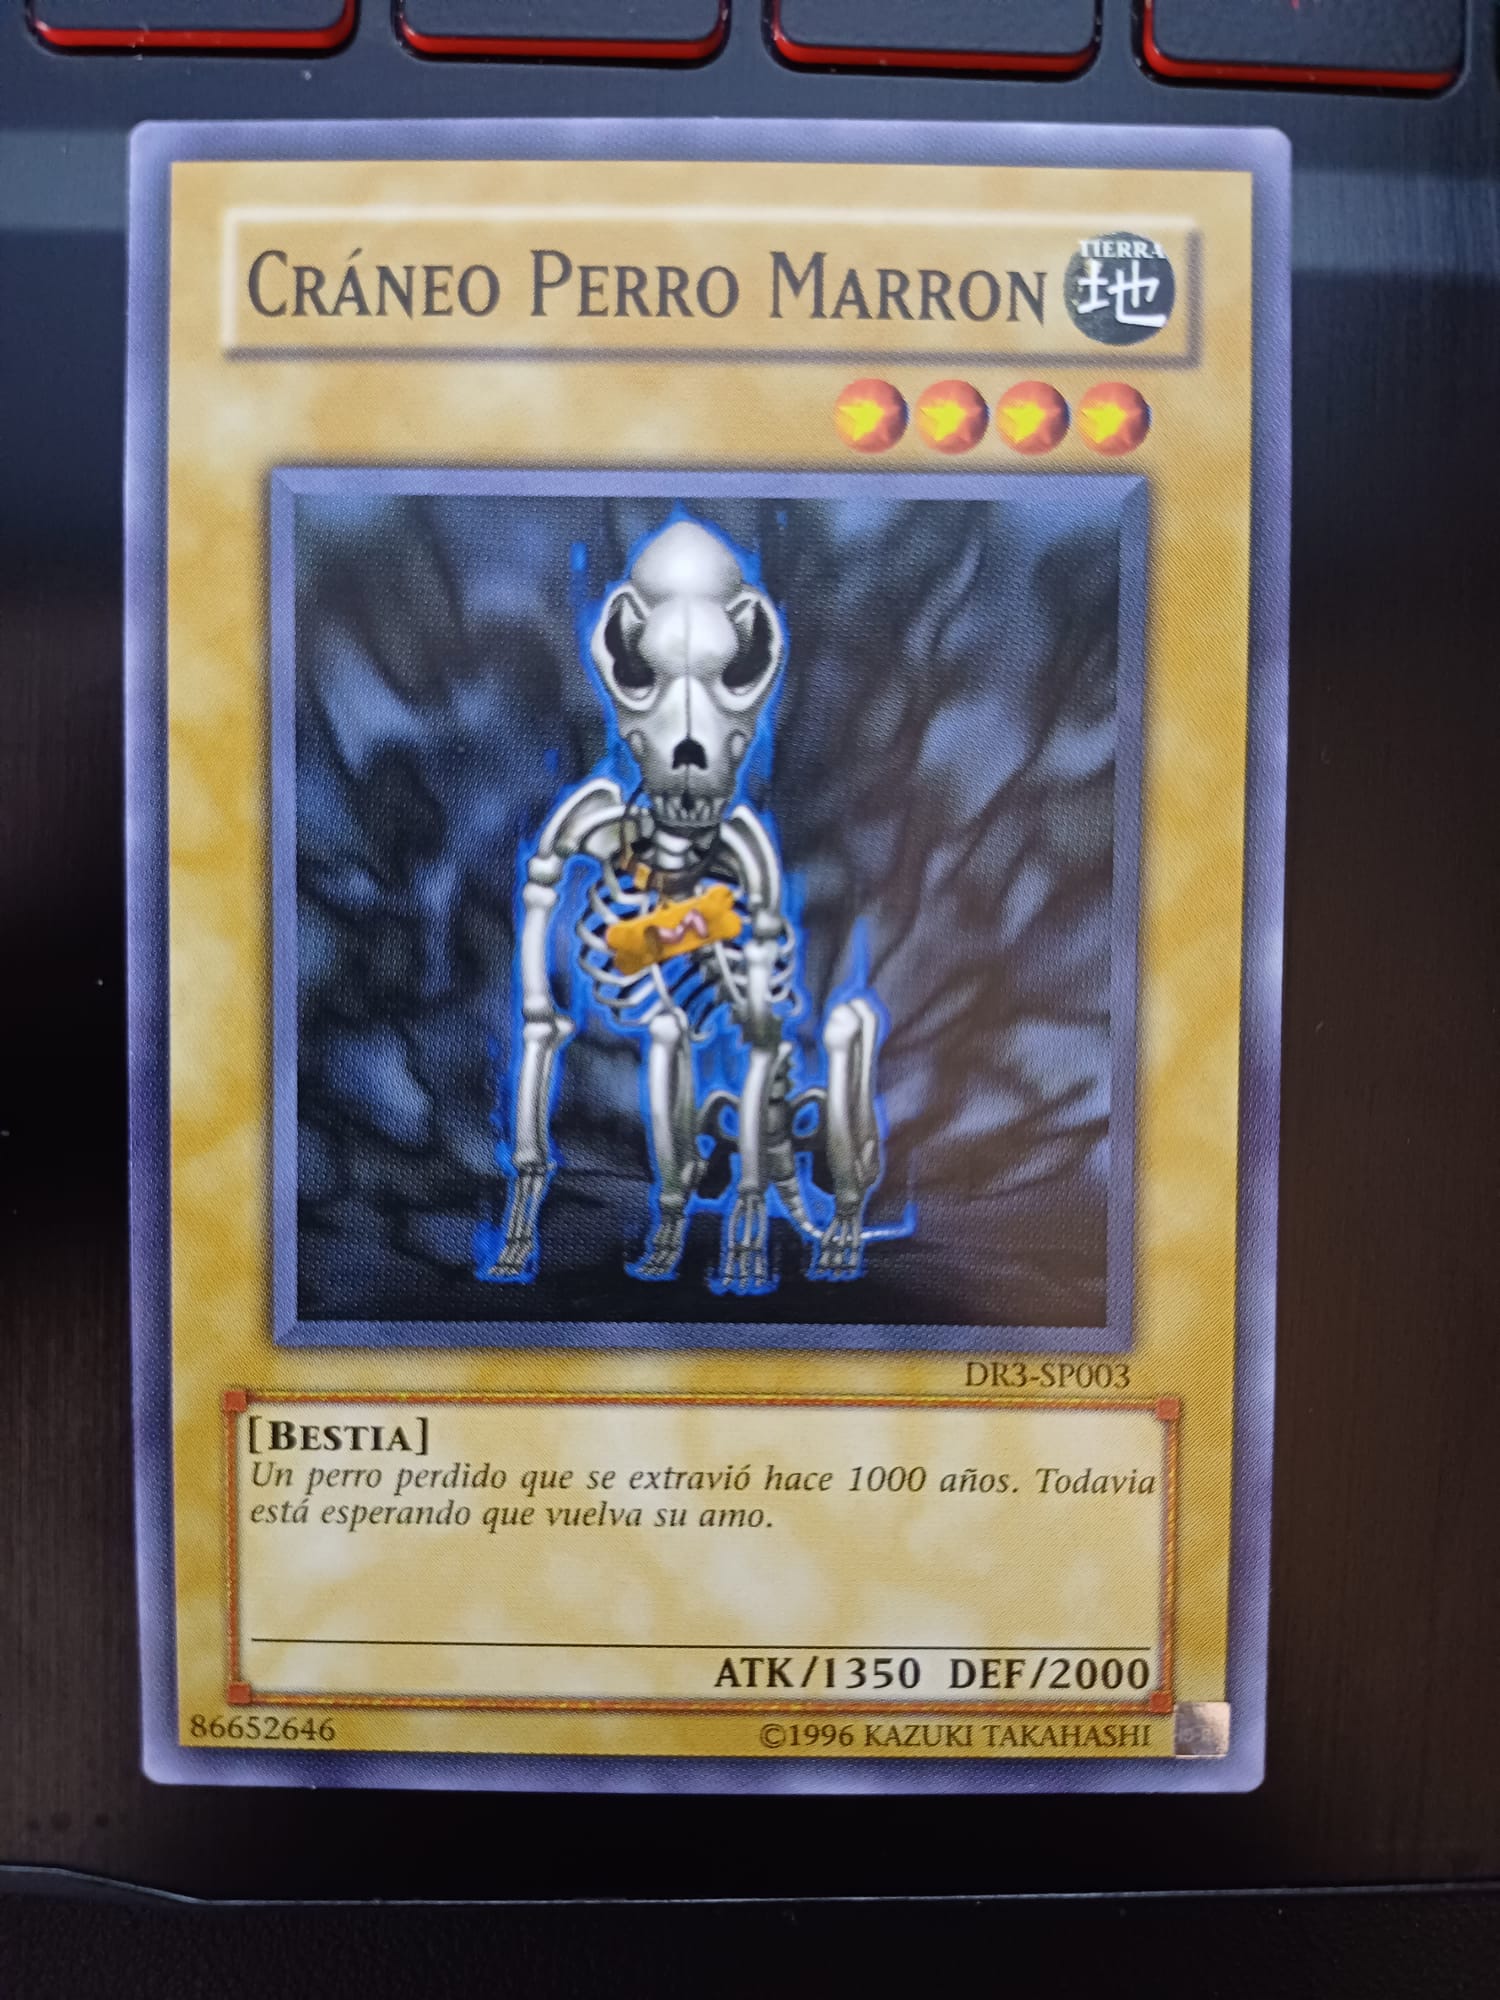 CRÁNEO PERRO MARRON
TIERRA
地
DR3-SP003
[BESTIA]
Un perro perdido que se extravió hace 1000 años. Todavia
está esperando que vuelva su amo.
ATK/1350 DEF/2000
86652646
©1996 KAZUKI TAKAHASHI